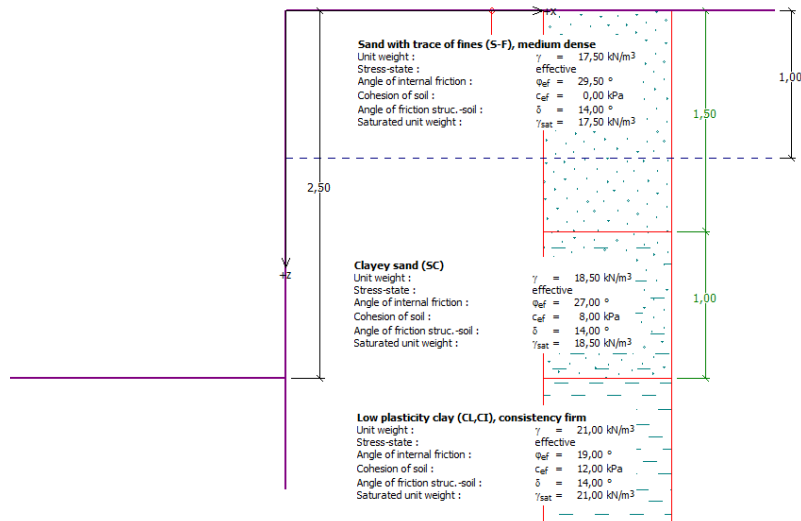 +x
Sand with trace of fines (S-F), medium dense
Unit weight : γ = 17,50 kN/m³
Stress-state : effective
Angle of internal friction : φef = 29,50 °
Cohesion of soil : cef = 0,00 kPa
Angle of friction struc.-soil : δ = 14,00 °
Saturated unit weight : γsat = 17,50 kN/m³
1,00
1,50
2,50
+z
Clayey sand (SC)
Unit weight : γ = 18,50 kN/m³
Stress-state : effective
Angle of internal friction : φef = 27,00 °
Cohesion of soil : cef = 8,00 kPa
Angle of friction struc.-soil : δ = 14,00 °
Saturated unit weight : γsat = 18,50 kN/m³
1,00
Low plasticity clay (CL,CI), consistency firm
Unit weight : γ = 21,00 kN/m³
Stress-state : effective
Angle of internal friction : φef = 19,00 °
Cohesion of soil : cef = 12,00 kPa
Angle of friction struc.-soil : δ = 14,00 °
Saturated unit weight : γsat = 21,00 kN/m³